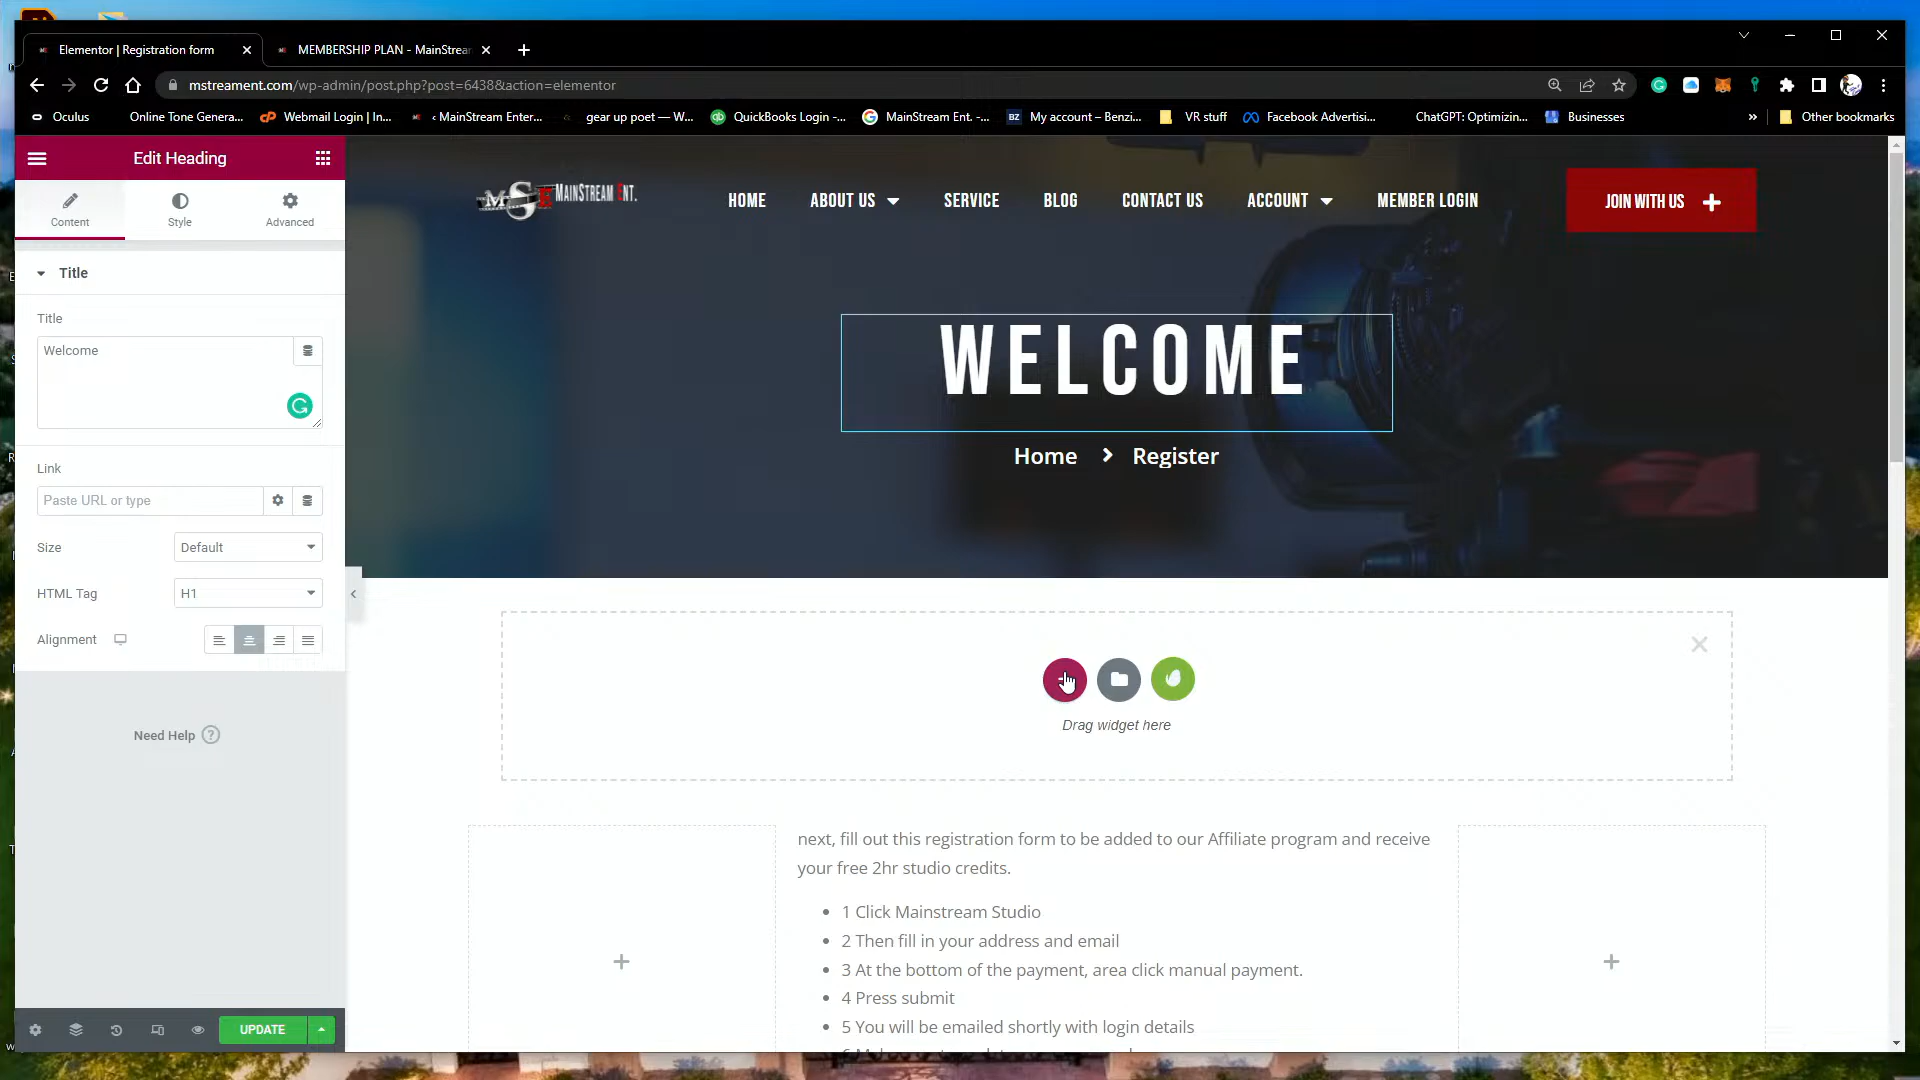 Elementor | Registration form
MEMBERSHIP PLAN - MainStrear
mstreament.com/wp-admin/post.php?post=6438&action=elementor
Oculus
Online Tone Genera...
Webmail Login | In...
‹ MainStream Enter...
gear up poet — W...
QuickBooks Login -...
MainStream Ent. -...
BZ
My account – Benzi...
VR stuff
Facebook Advertisi...
ChatGPT: Optimizin...
Businesses
»
Other bookmarks
Edit Heading
Content
Style
Advanced
Title
Title
Welcome
Link
Paste URL or type
Size
Default
HTML Tag
H1
Alignment
Need Help
UPDATE
MAINSTREAM ENT.
HOME
ABOUT US
SERVICE
BLOG
CONTACT US
ACCOUNT
MEMBER LOGIN
JOIN WITH US
WELCOME
Home
Register
Drag widget here
next, fill out this registration form to be added to our Affiliate program and receive
your free 2hr studio credits.
• 1 Click Mainstream Studio
• 2 Then fill in your address and email
• 3 At the bottom of the payment, area click manual payment.
• 4 Press submit
• 5 You will be emailed shortly with login details